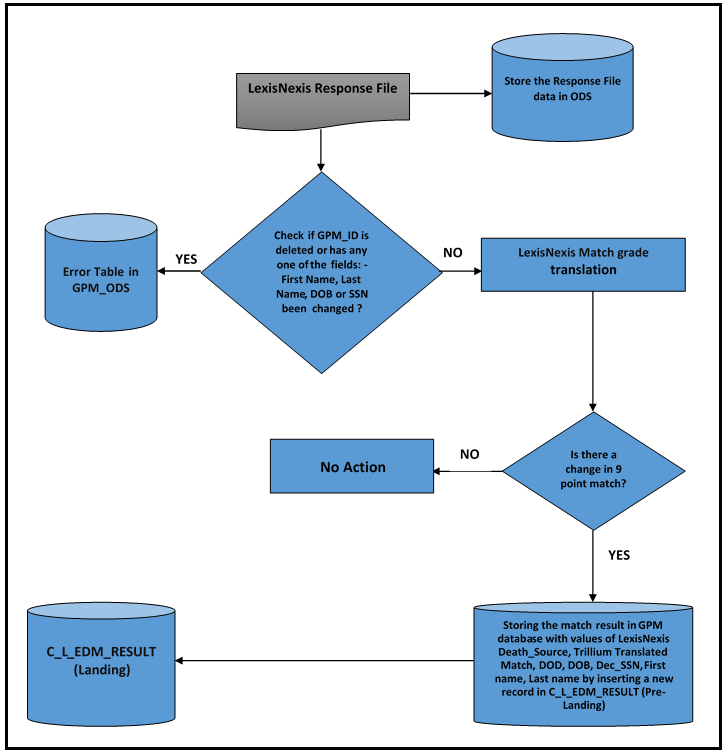 LexisNexis Response File
Store the Response File
data in ODS
Check if GPM_ID is
deleted or has any
one of the fields: -
First Name, Last
Name, DOB or SSN
been changed ?
YES
Error Table in
GPM_ODS
NO
LexisNexis Match grade
translation
Is there a
change in 9
point match?
NO
No Action
YES
Storing the match result in GPM
database with values of LexisNexis
Death_Source, Trillium Translated
Match, DOD, DOB, Dec_SSN, First
name, Last name by inserting a new
record in C_L_EDM_RESULT (Pre-
Landing)
C_L_EDM_RESULT
(Landing)